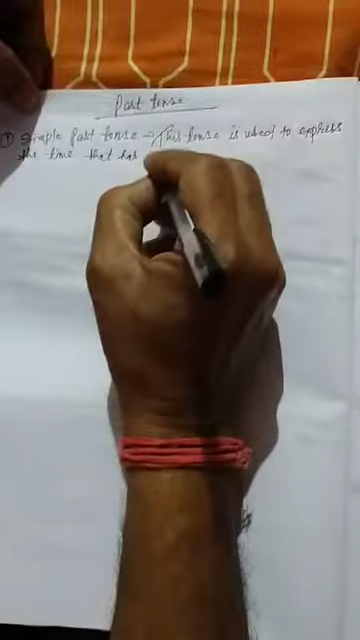 Past tense
① Simple Past tense → This tense is used to express
the time that has